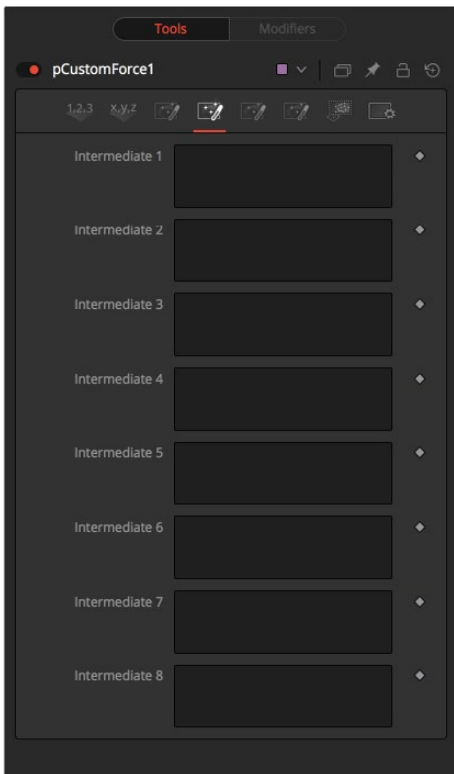 Tools Modifiers
pCustomForce1
1,2,3 x,y,z
Intermediate 1
Intermediate 2
Intermediate 3
Intermediate 4
Intermediate 5
Intermediate 6
Intermediate 7
Intermediate 8